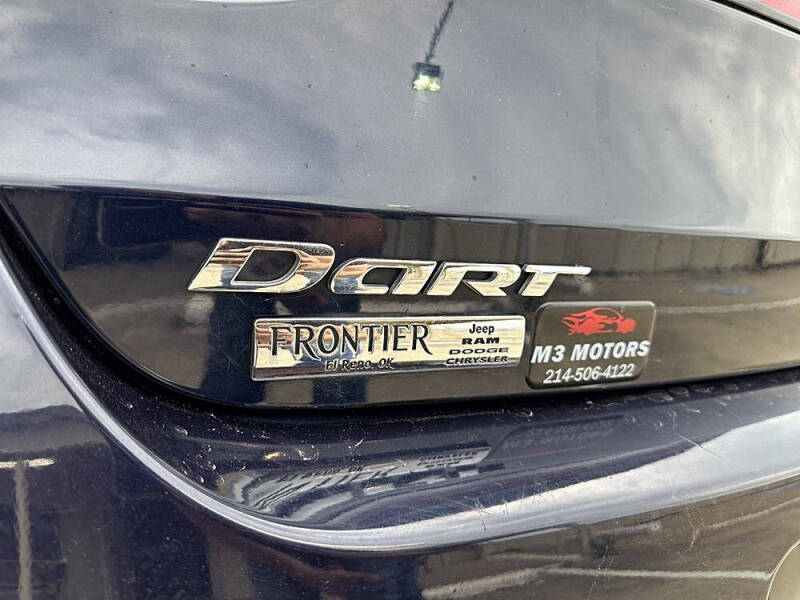 DART
FRONTIER
El Reno, OK
Jeep
RAM
DODGE
CHRYSLER
M3 MOTORS
214-506-4122